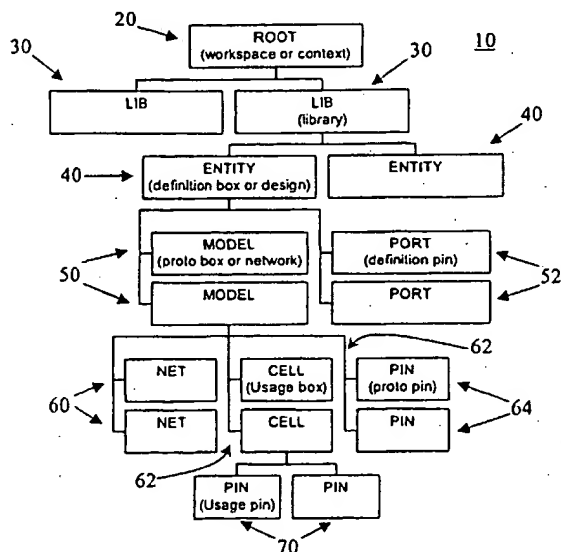 20
ROOT
(workspace or context)
10
30
30
LIB
LIB
(library)
40
40
ENTITY
(definition box or design)
ENTITY
50
MODEL
(proto box or network)
PORT
(definition pin)
52
MODEL
PORT
62
60
NET
CELL
(Usage box)
PIN
(proto pin)
64
NET
CELL
PIN
62
PIN
(Usage pin)
PIN
70